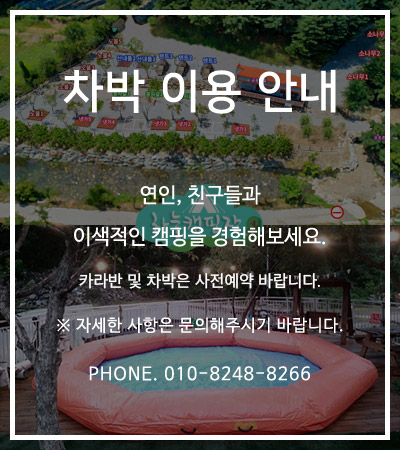 차박 이용 안내
연인, 친구들과
이색적인 캠핑을 경험해보세요.
카라반 및 차박은 사전예약 바랍니다.
※ 자세한 사항은 문의해주시기 바랍니다.
PHONE. 010-8248-8266